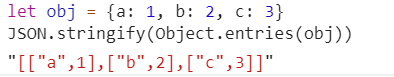 let obj = {a: 1, b: 2, c: 3}
JSON.stringify(Object.entries(obj))
"[["a",1],["b",2],["c",3]]"